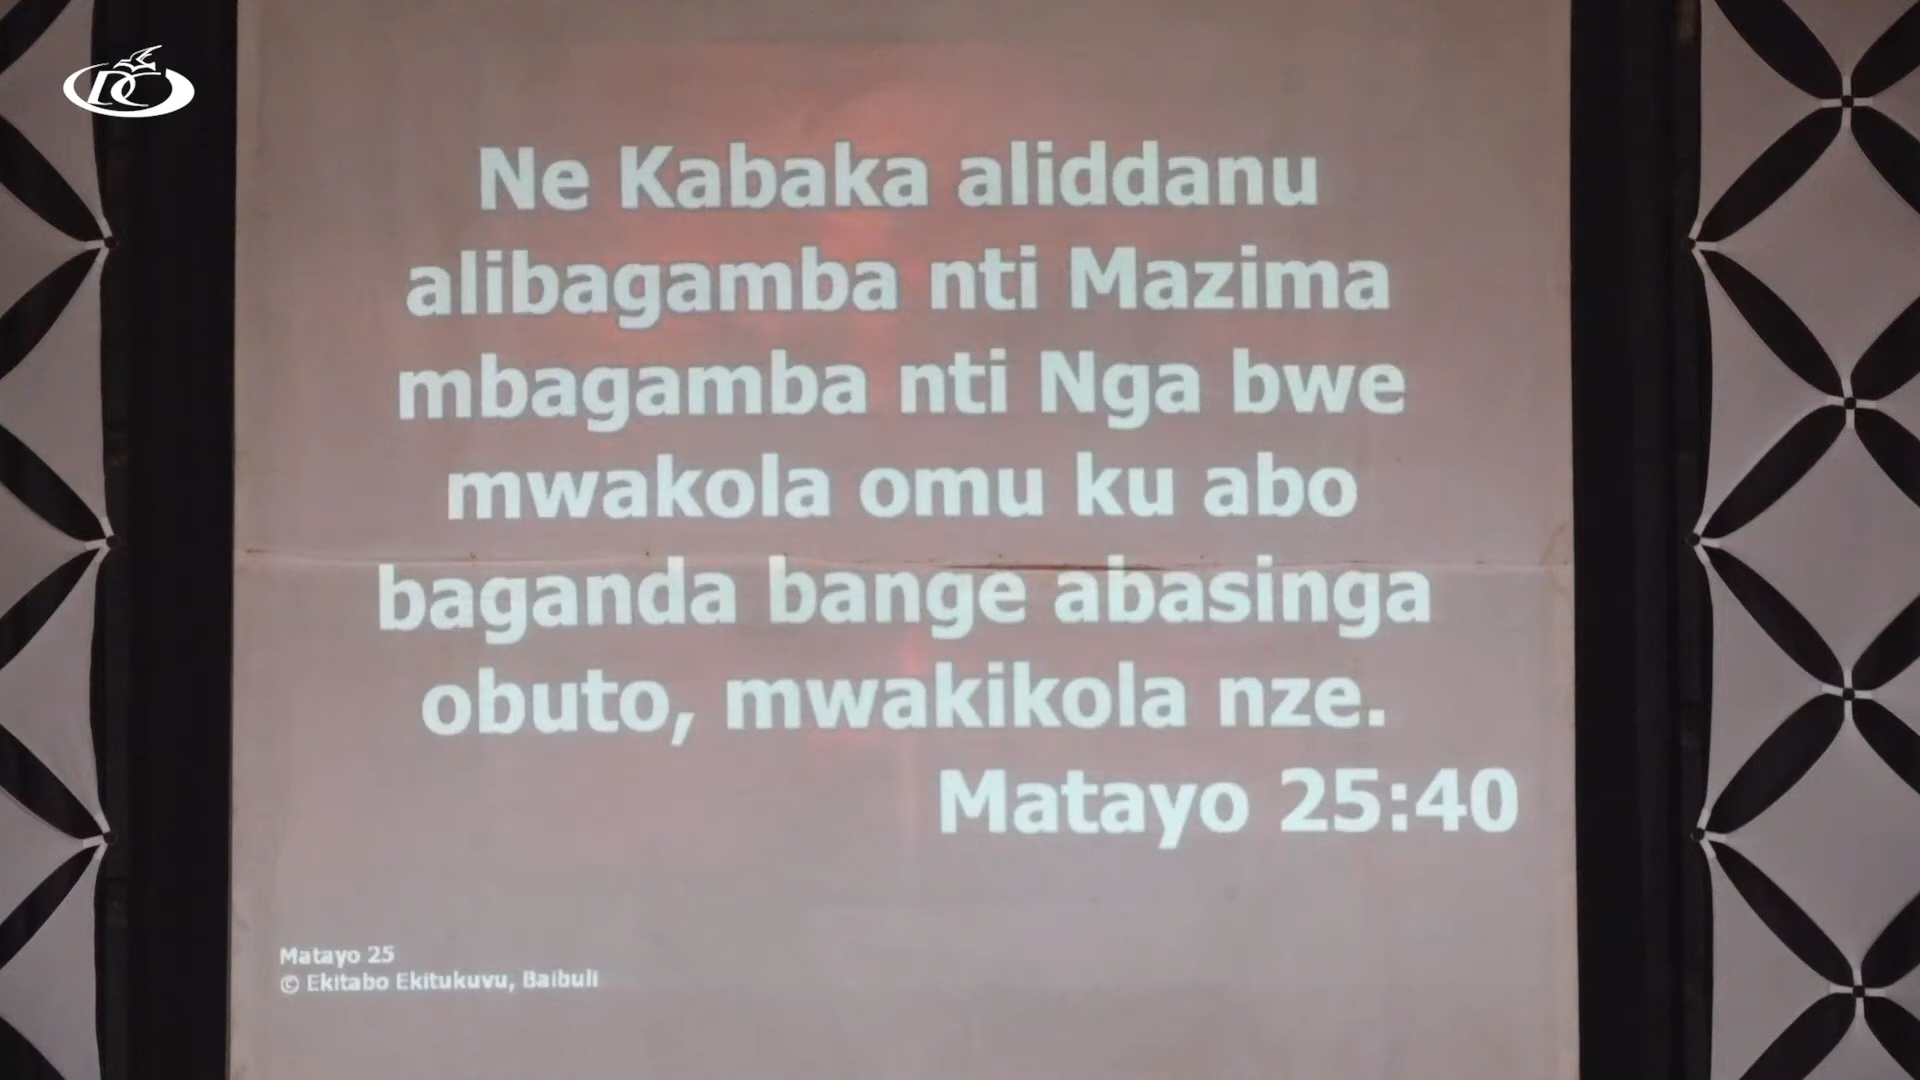 DC
Ne Kabaka aliddanu
alibagamba nti Mazima
mbagamba nti Nga bwe
mwakola omu ku abo
baganda bange abasinga
obuto, mwakikola nze.
Matayo 25:40
Matayo 25
© Ekitabo Ekitukuvu, Baibuli